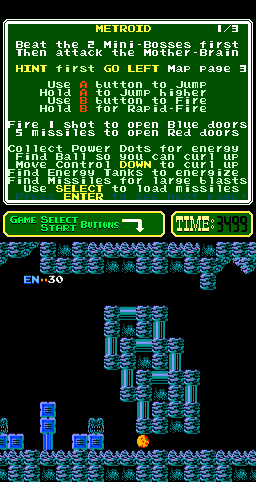 METROID 1/3
Beat the 2 Mini-Bosses first
Then attack the Mother-Brain
HINT first GO LEFT Map page 3
Use A button to Jump
Hold A to Jump higher
Use B button to Fire
Hold B for Rapid-Fire
Fire 1 shot to open Blue doors
5 missiles to open Red doors
Collect Power Dots for energy
Find Ball so you can curl up
Move Control DOWN to curl up
Find Energy Tanks to energize
Find Missiles for large blasts
Use SELECT to load missiles
GAME SELECT
START BUTTONS
TIME: 3499
EN··30